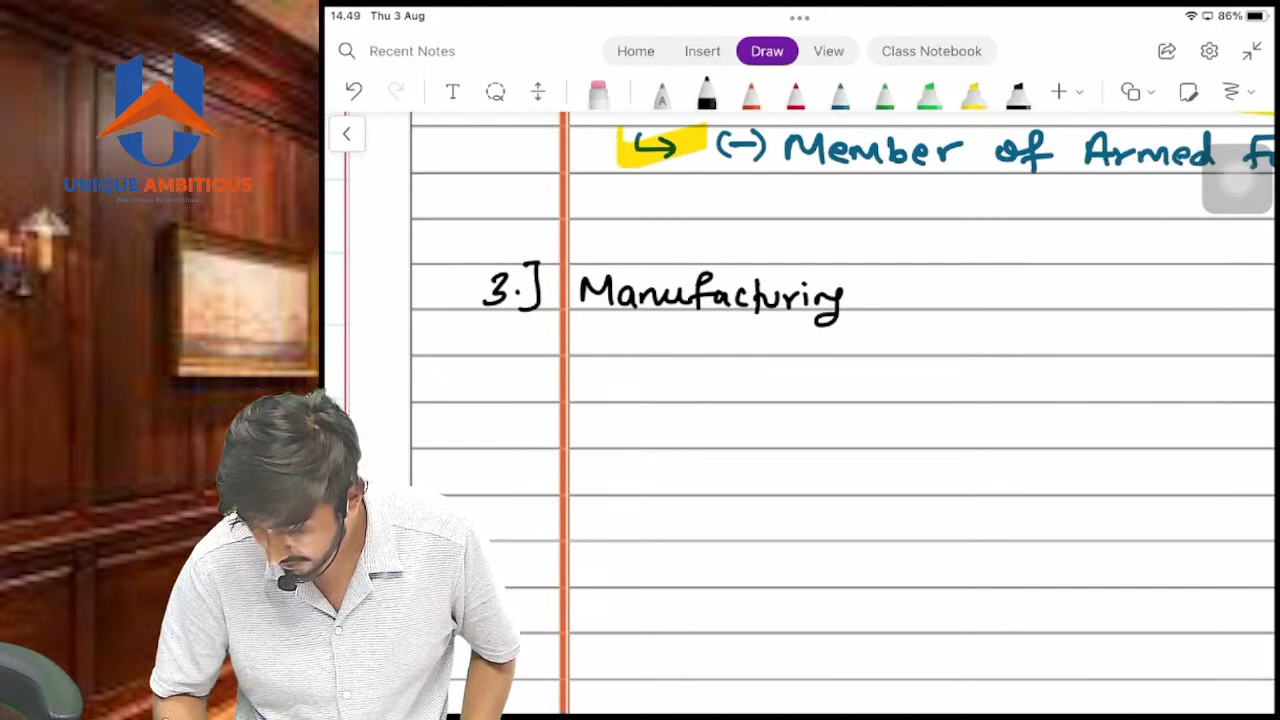 14.49 Thu 3 Aug
86%
Recent Notes
Home Insert Draw View Class Notebook
T
A
(-) Member of Armed F
3.] Manufacturing
UNIQUE AMBITIOUS